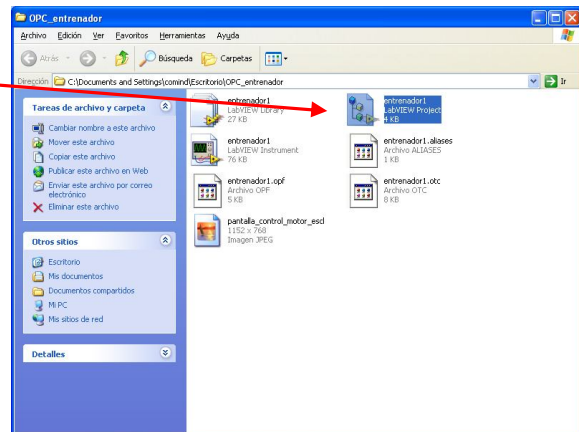 OPC_entrenador
Archivo Edición Ver Favoritos Herramientas Ayuda
Atrás Búsqueda Carpetas
Dirección C:\Documents and Settings\comind\Escritorio\OPC_entrenador Ir
Tareas de archivo y carpeta
Cambiar nombre a este archivo
Mover este archivo
Copiar este archivo
Publicar este archivo en Web
Enviar este archivo por correo
electrónico
Eliminar este archivo
Otros sitios
Escritorio
Mis documentos
Documentos compartidos
Mi PC
Mis sitios de red
Detalles
entrenador1
LabVIEW Library
27 KB
entrenador1
LabVIEW Project
4 KB
entrenador1
LabVIEW Instrument
76 KB
entrenador1.aliases
Archivo ALIASES
1 KB
entrenador1.opf
Archivo OPF
5 KB
entrenador1.otc
Archivo OTC
8 KB
pantalla_control_motor_escl
1152 x 768
Imagen JPEG